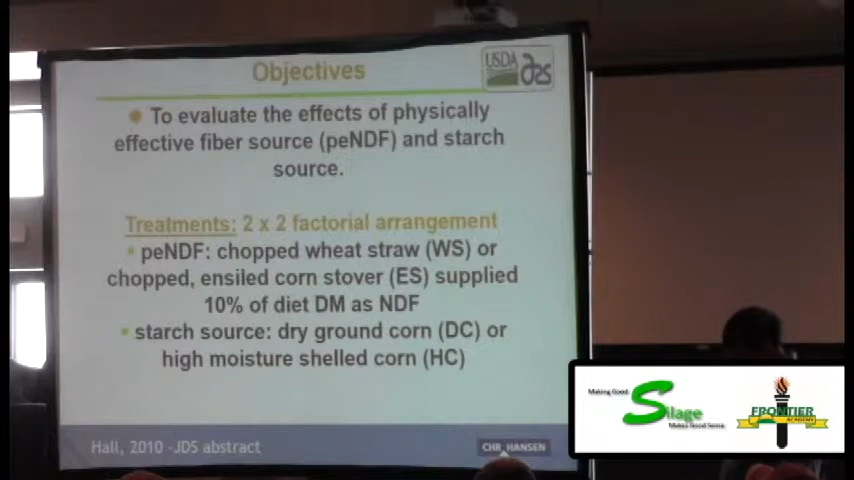 Objectives
USDA
ars
To evaluate the effects of physically
effective fiber source (peNDF) and starch
source.
Treatments: 2 x 2 factorial arrangement
peNDF: chopped wheat straw (WS) or
chopped, ensiled corn stover (ES) supplied
10% of diet DM as NDF
starch source: dry ground corn (DC) or
high moisture shelled corn (HC)
Hall, 2010 -JDS abstract
CHR HANSEN
Making Good
Silage
Makes Good Sense
FRONTIER
ACADEMY